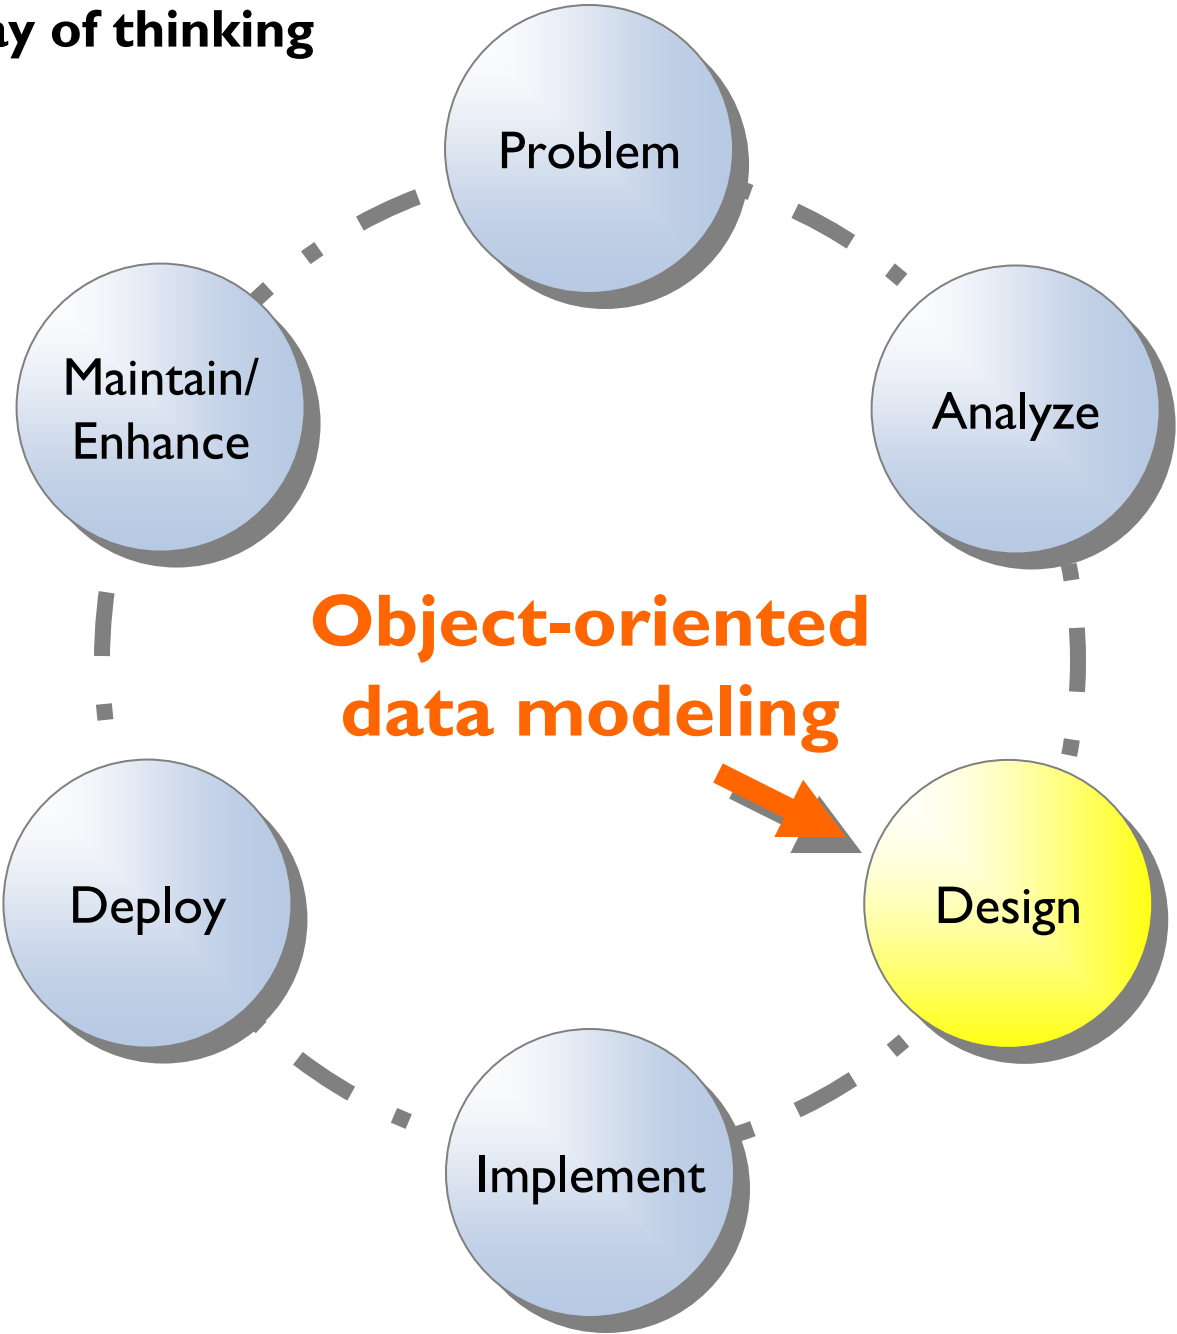 of thinking
Problem
Maintain/
Enhance
Analyze
Object-oriented
data modeling
Deploy
Design
Implement